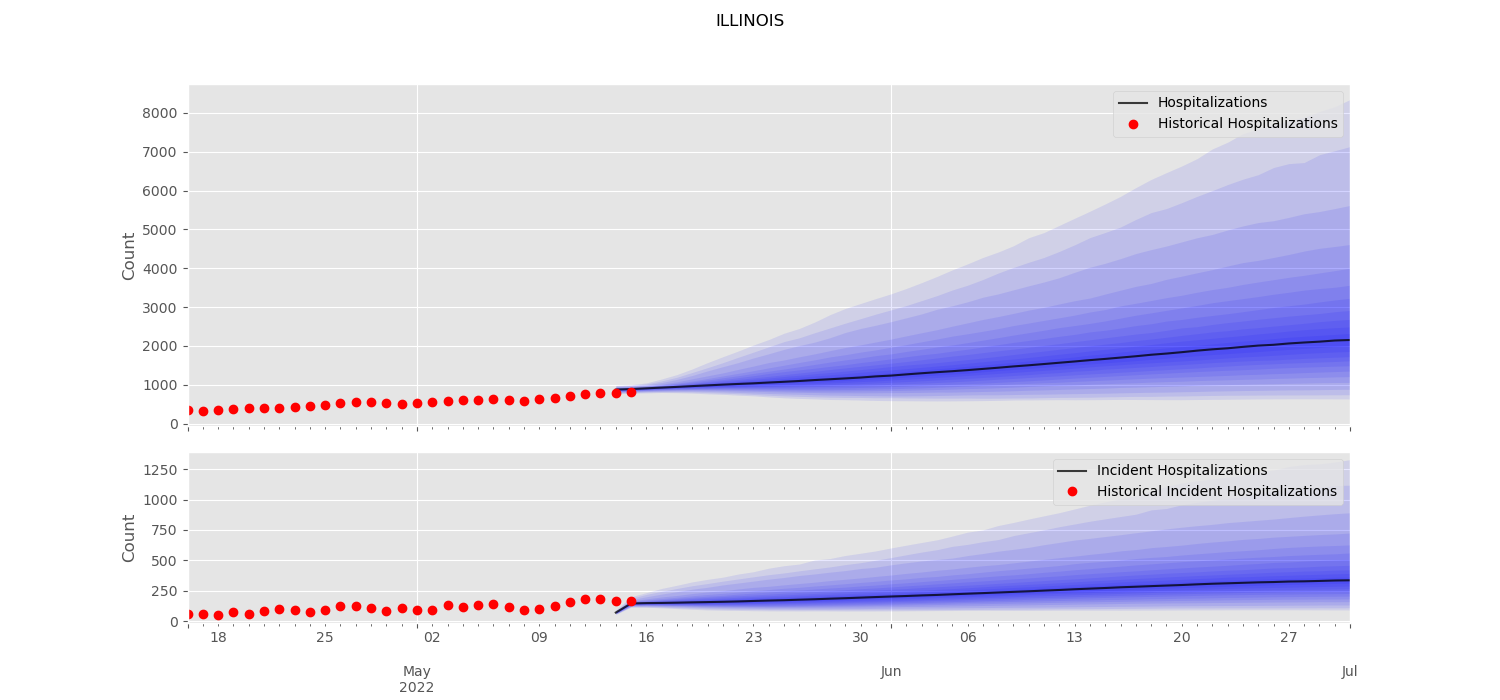 ILLINOIS
8000
7000
6000
5000
4000
3000
2000
1000
0
Count
Hospitalizations
Historical Hospitalizations
1250
1000
750
500
250
0
Count
Incident Hospitalizations
Historical Incident Hospitalizations
18 25 02 09 16 23 30 06 13 20 27
May Jun Jul
2022